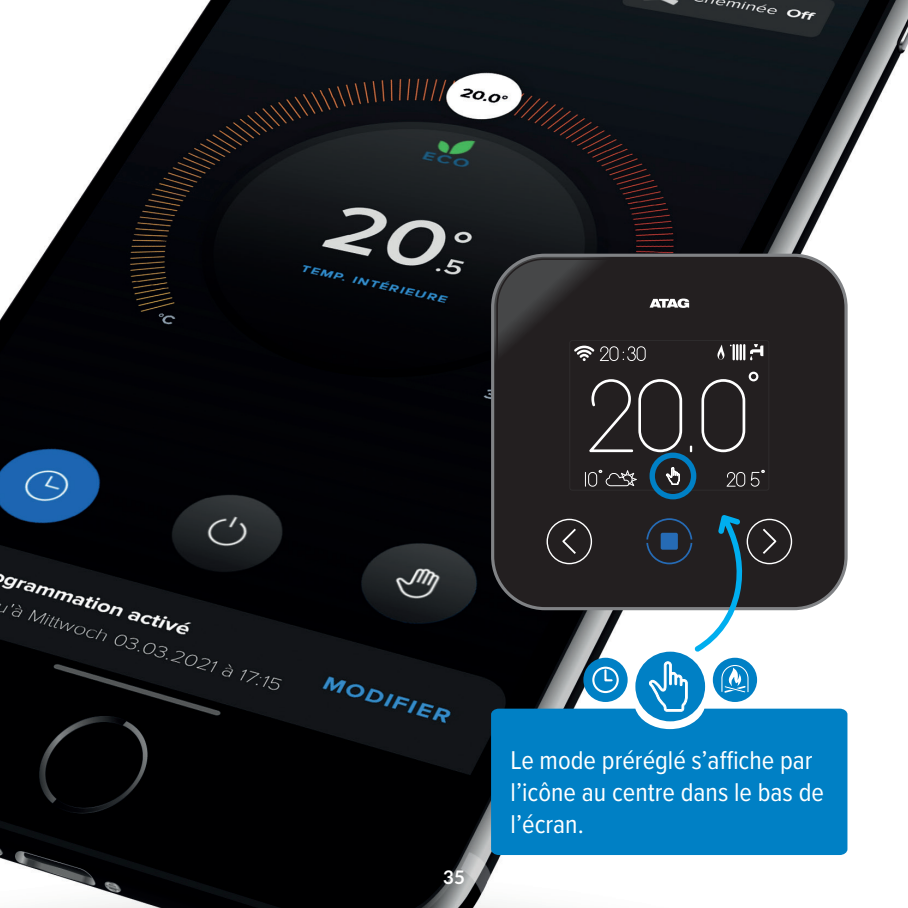 Cheminée Off
20.0°
ECO
20°.5
TEMP. INTÉRIEURE
°C
ATAG
20:30
20.0°
10° 20 5°
activé
Mittwoch 03.03.2021 à 17:15
MODIFIER
Le mode préréglé s'affiche par
l'icône au centre dans le bas de
l'écran.
35